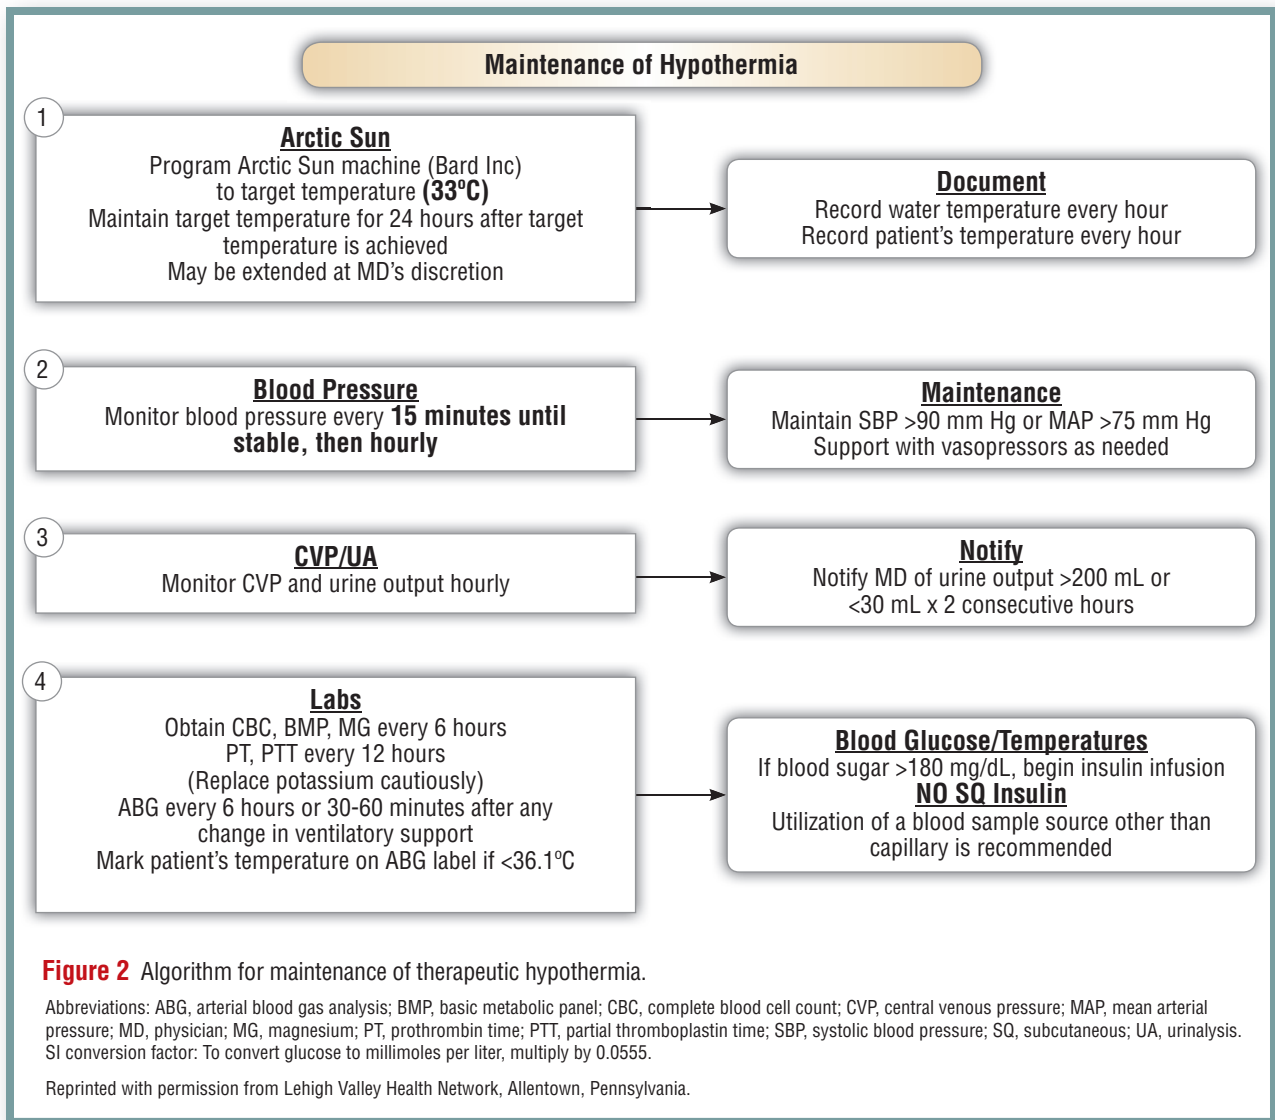 Maintenance of Hypothermia
1
Arctic Sun
Program Arctic Sun machine (Bard Inc)
to target temperature (33ºC)
Maintain target temperature for 24 hours after target
temperature is achieved
May be extended at MD’s discretion
Document
Record water temperature every hour
Record patient’s temperature every hour
2
Blood Pressure
Monitor blood pressure every 15 minutes until
stable, then hourly
Maintenance
Maintain SBP >90 mm Hg or MAP >75 mm Hg
Support with vasopressors as needed
3
CVP/UA
Monitor CVP and urine output hourly
Notify
Notify MD of urine output >200 mL or
<30 mL x 2 consecutive hours
4
Labs
Obtain CBC, BMP, MG every 6 hours
PT, PTT every 12 hours
(Replace potassium cautiously)
ABG every 6 hours or 30-60 minutes after any
change in ventilatory support
Mark patient’s temperature on ABG label if <36.1ºC
Blood Glucose/Temperatures
If blood sugar >180 mg/dL, begin insulin infusion
NO SQ Insulin
Utilization of a blood sample source other than
capillary is recommended
Figure 2 Algorithm for maintenance of therapeutic hypothermia.
Abbreviations: ABG, arterial blood gas analysis; BMP, basic metabolic panel; CBC, complete blood cell count; CVP, central venous pressure; MAP, mean arterial
pressure; MD, physician; MG, magnesium; PT, prothrombin time; PTT, partial thromboplastin time; SBP, systolic blood pressure; SQ, subcutaneous; UA, urinalysis.
SI conversion factor: To convert glucose to millimoles per liter, multiply by 0.0555.
Reprinted with permission from Lehigh Valley Health Network, Allentown, Pennsylvania.